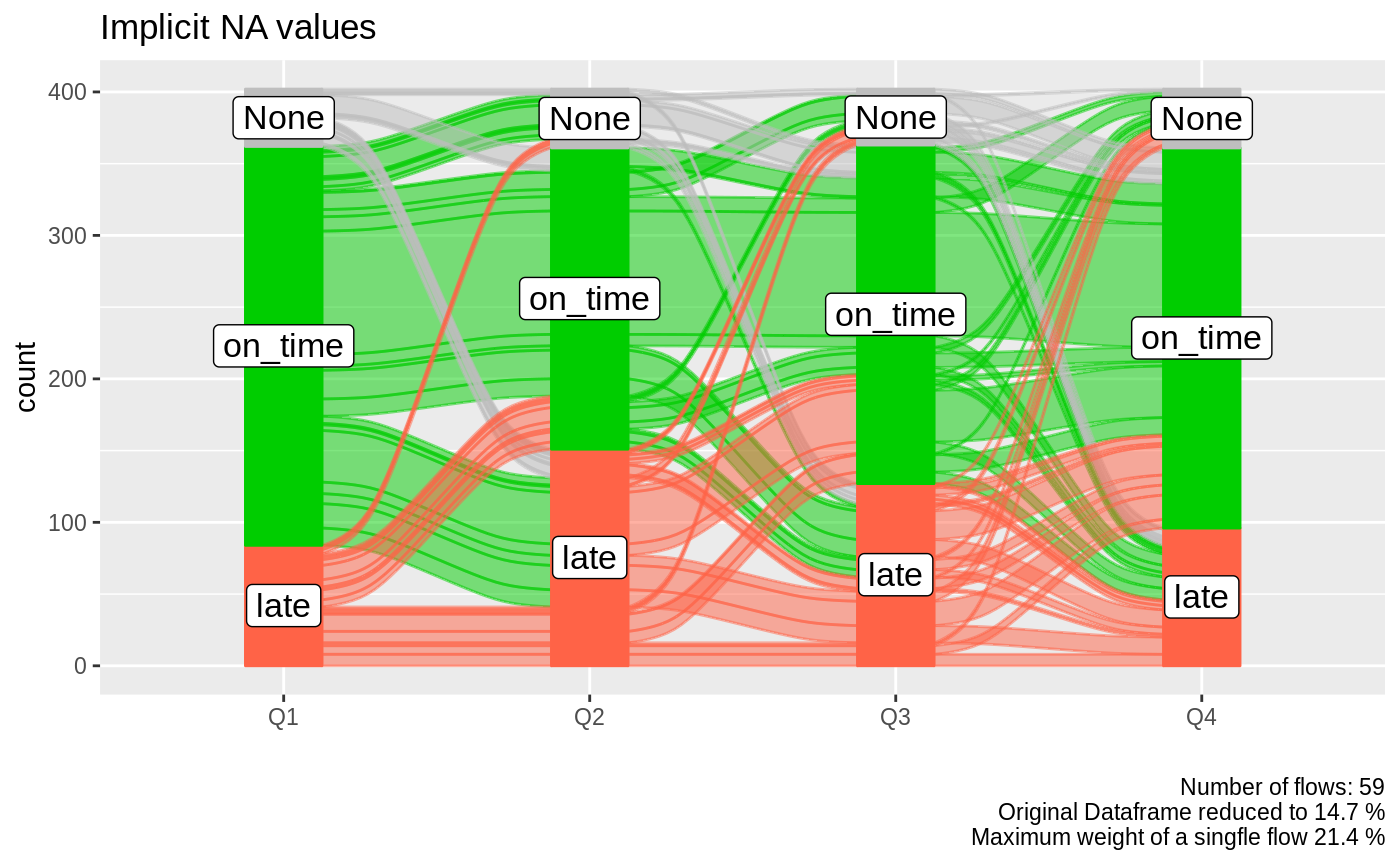 Implicit NA values
400
300
200
100
0
count
None
None
None
None
on_time
on_time
on_time
on_time
late
late
late
late
Q1
Q2
Q3
Q4
Number of flows: 59
Original Dataframe reduced to 14.7 %
Maximum weight of a singfle flow 21.4 %